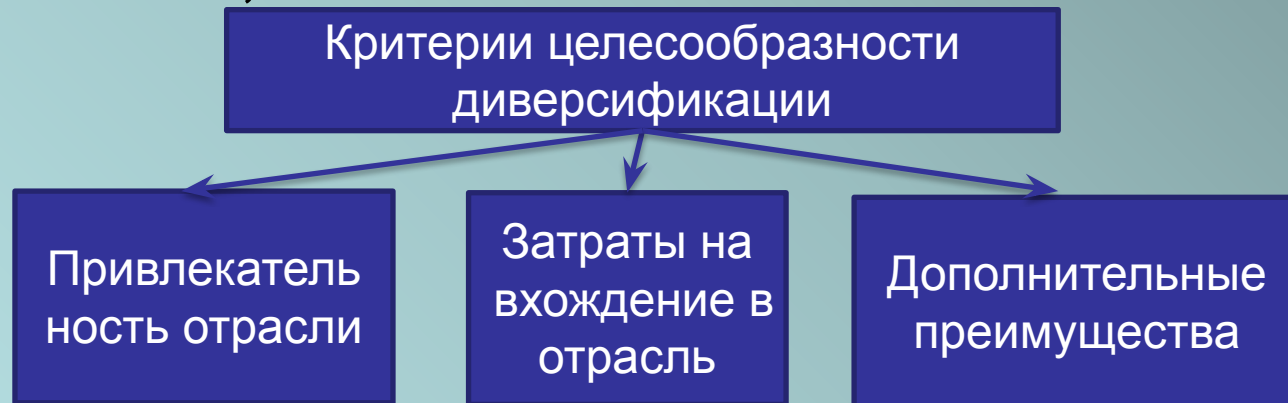 Критерии целесообразности
диверсификации
Привлекатель
ность отрасли
Затраты на
вхождение в
отрасль
Дополнительные
преимущества